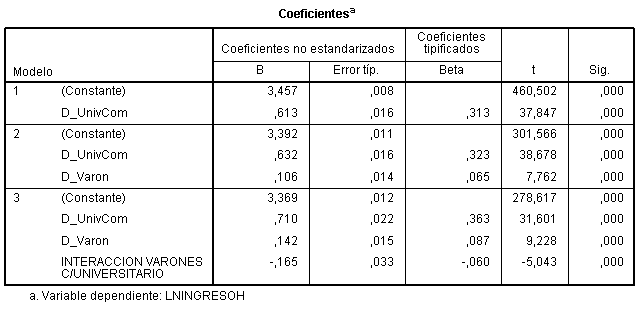 Coeficientesa
Coeficientes no estandarizados Coeficientes tipificados
Modelo B Error típ. Beta t Sig.
1 (Constante) 3,457 ,008 460,502 ,000
D_UnivCom ,613 ,016 ,313 37,847 ,000
2 (Constante) 3,392 ,011 301,566 ,000
D_UnivCom ,632 ,016 ,323 38,678 ,000
D_Varon ,106 ,014 ,065 7,762 ,000
3 (Constante) 3,369 ,012 278,617 ,000
D_UnivCom ,710 ,022 ,363 31,601 ,000
D_Varon ,142 ,015 ,087 9,228 ,000
INTERACCION VARONES C/UNIVERSITARIO -,165 ,033 -,060 -5,043 ,000
a. Variable dependiente: LNINGRESOH